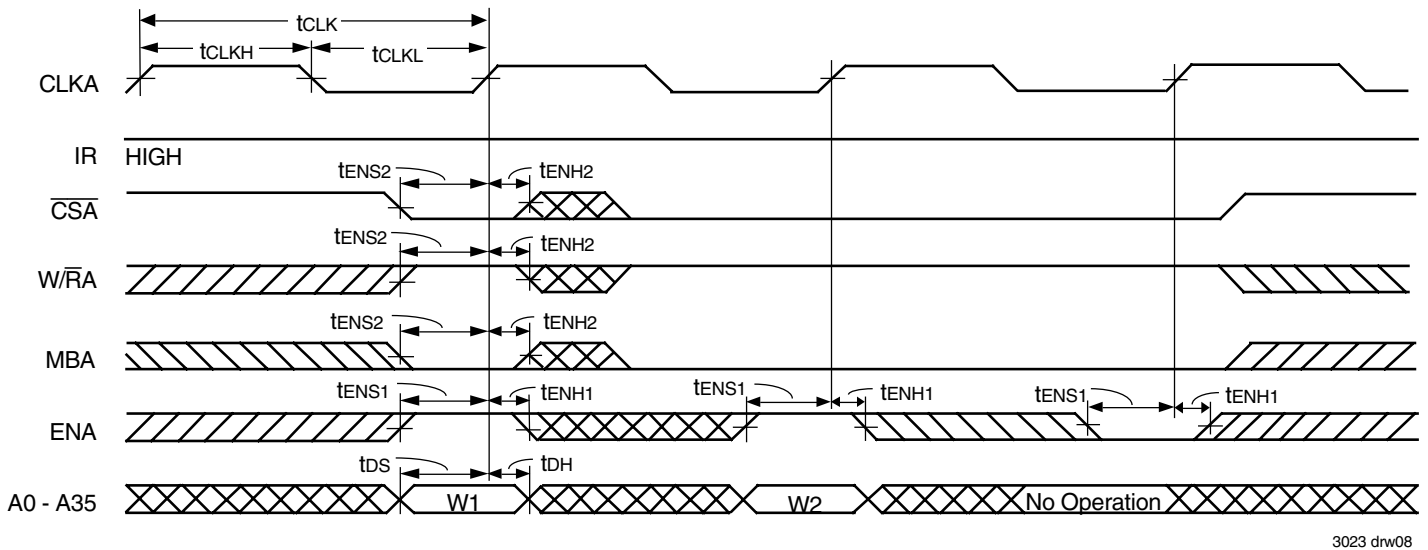 tCLK
tCLKH tCLKL
CLKA
IR HIGH
tENS2 tENH2
CSA
tENS2 tENH2
W/RA
tENS2 tENH2
MBA
tENS1 tENH1 tENS1 tENH1 tENS1 tENH1
ENA
tDS tDH
A0 - A35 W1 W2 No Operation
3023 drw08